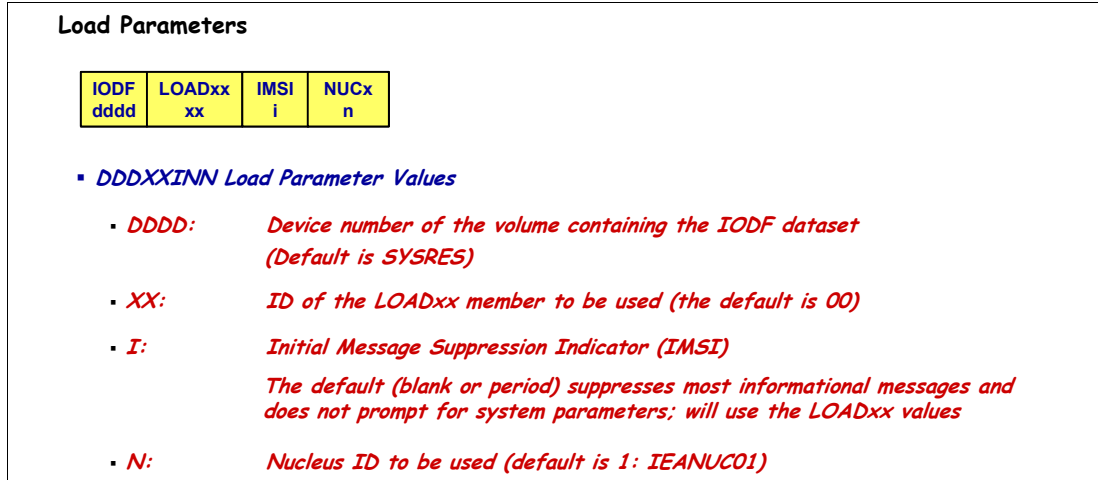 Load Parameters
IODF LOADxx IMSI NUCx
dddd xx i n
▪ DDDXXINN Load Parameter Values
▪ DDDD: Device number of the volume containing the IODF dataset
(Default is SYSRES)
▪ XX: ID of the LOADxx member to be used (the default is 00)
▪ I: Initial Message Suppression Indicator (IMSI)
The default (blank or period) suppresses most informational messages and
does not prompt for system parameters; will use the LOADxx values
▪ N: Nucleus ID to be used (default is 1: IEANUC01)